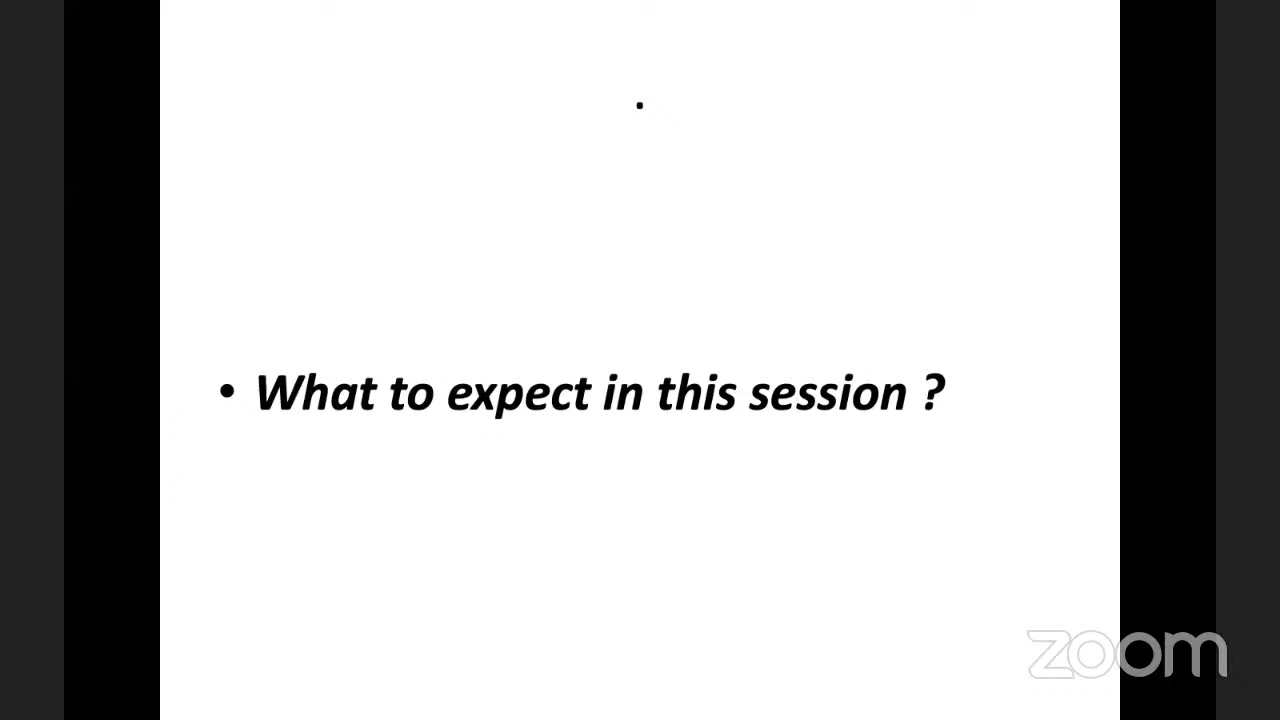 .
• What to expect in this session ?
zoom